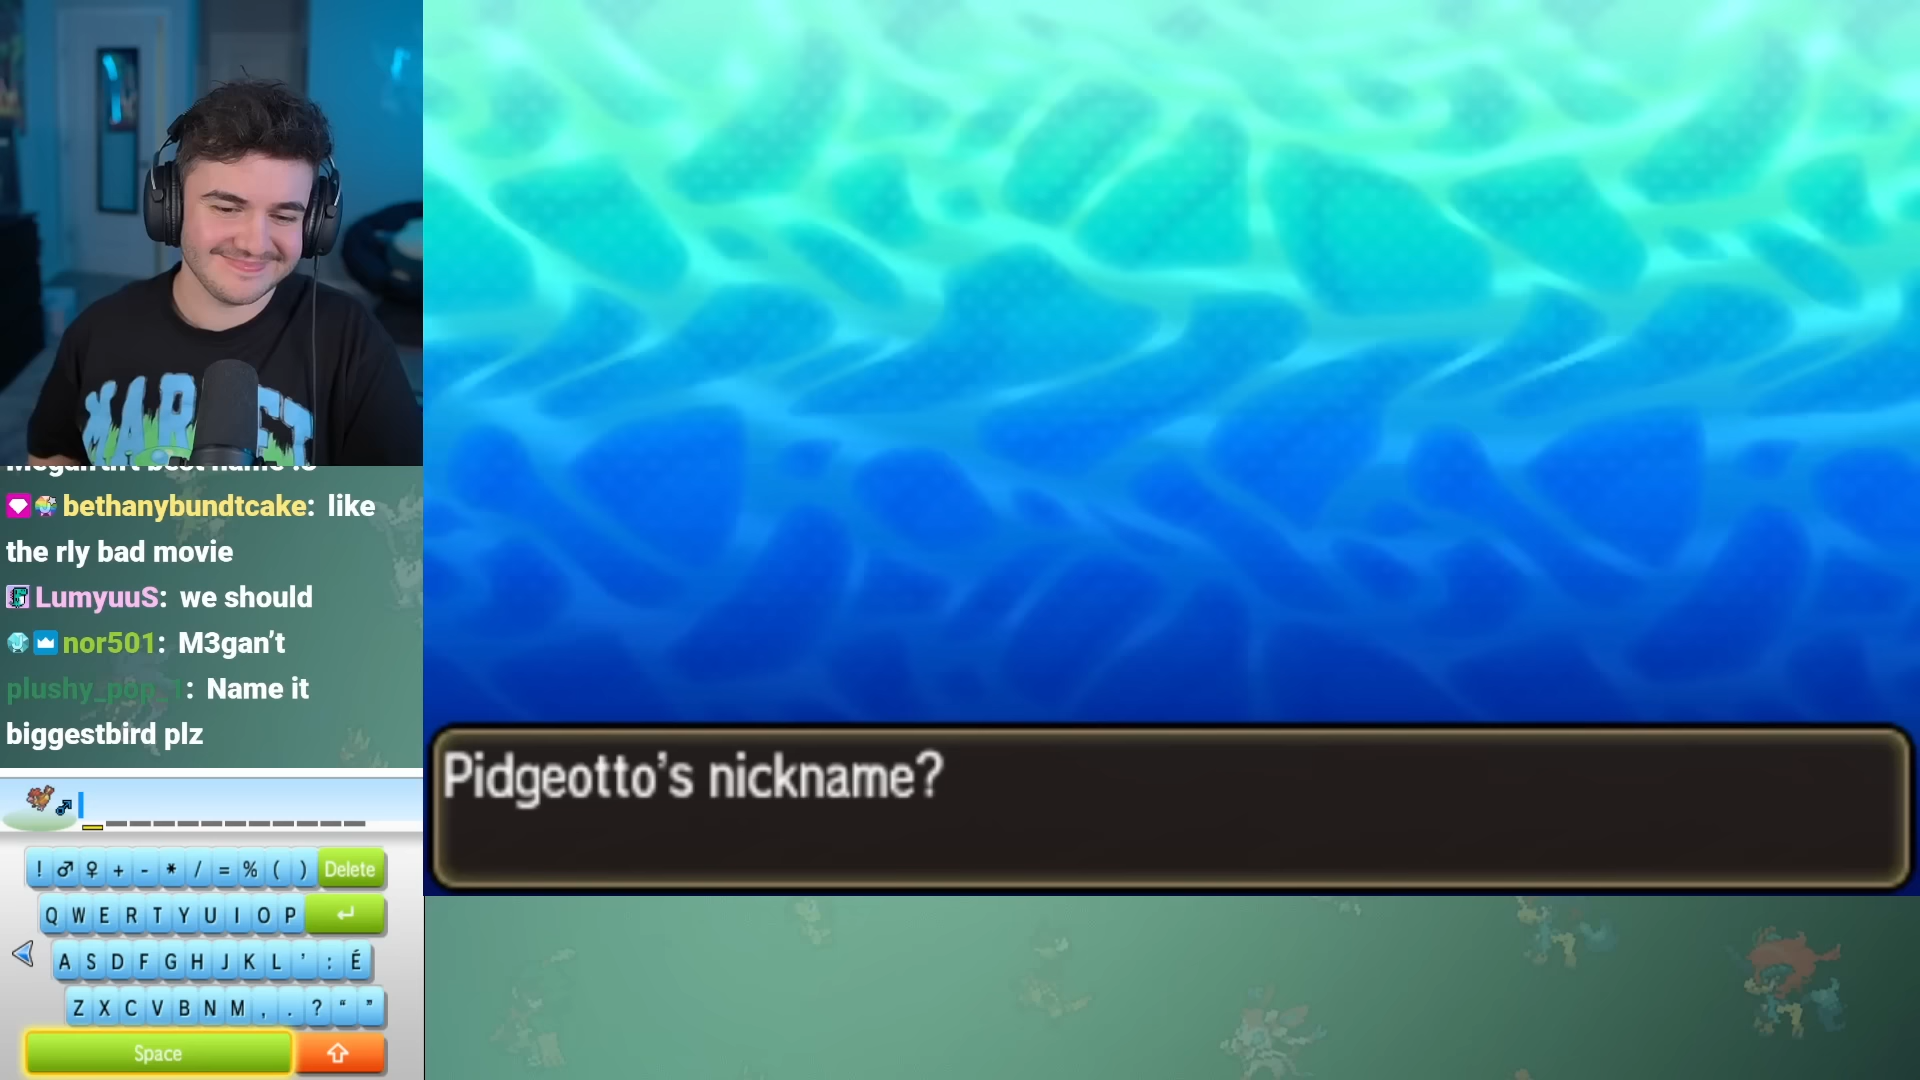 bethanybundtcake: like
the rly bad movie
LumyuuS: we should
nor501: M3gan’t
plushy_pop_1: Name it
biggestbird plz
Pidgeotto’s nickname?
! ♂ ♀ + - * / = % ( ) Delete
Q W E R T Y U I O P
A S D F G H J K L ’ : É
Z X C V B N M , . ? “ ”
Space